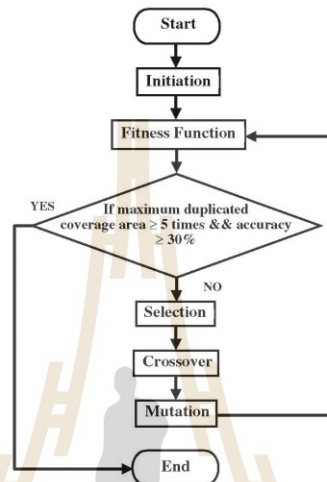 Start
Initiation
Fitness Function
YES
If maximum duplicated
coverage area ≥ 5 times && accuracy
≥ 30%
NO
Selection
Crossover
Mutation
End